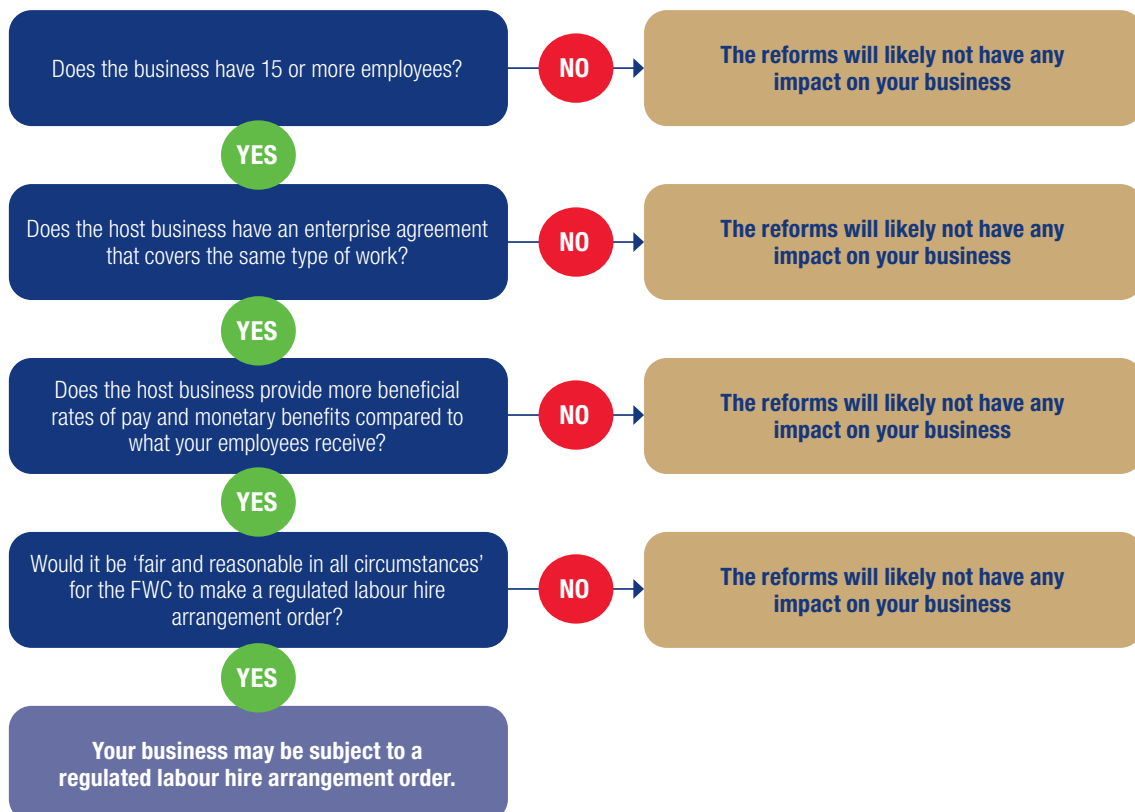 Does the business have 15 or more employees?
NO
The reforms will likely not have any
impact on your business
YES
Does the host business have an enterprise agreement
that covers the same type of work?
NO
The reforms will likely not have any
impact on your business
YES
Does the host business provide more beneficial
rates of pay and monetary benefits compared to
what your employees receive?
NO
The reforms will likely not have any
impact on your business
YES
Would it be ‘fair and reasonable in all circumstances’
for the FWC to make a regulated labour hire
arrangement order?
NO
The reforms will likely not have any
impact on your business
YES
Your business may be subject to a
regulated labour hire arrangement order.